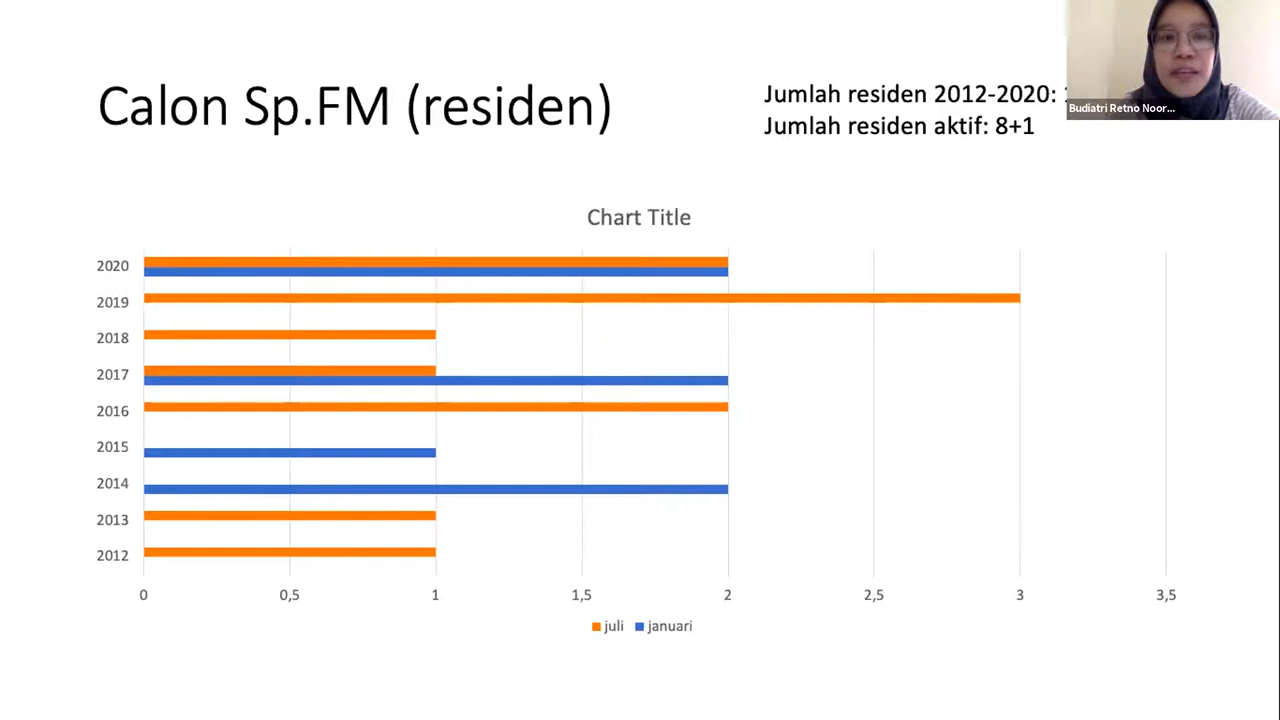 Calon Sp.FM (residen)
Jumlah residen 2012-2020:
Jumlah residen aktif: 8+1
Budiatri Retno Noor...
Chart Title
2020
2019
2018
2017
2016
2015
2014
2013
2012
0 0,5 1 1,5 2 2,5 3 3,5
juli januari